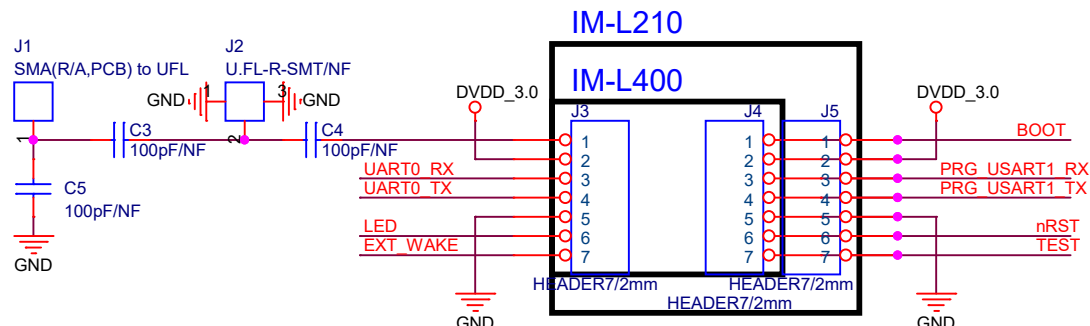 IM-L210
J1
J2
SMA(R/A,PCB) to UFL
U.FL-R-SMT/NF
IM-L400
GND
1
3
GND
DVDD_3.0
DVDD_3.0
J3
J4
J5
1
C3
2
C4
100pF/NF
100pF/NF
1
1
1
BOOT
2
2
2
UART0_RX
3
3
3
PRG_USART1_RX
UART0_TX
4
4
4
PRG_USART1_TX
C5
100pF/NF
5
5
5
LED
6
6
6
nRST
EXT_WAKE
7
7
7
TEST
GND
HEADER7/2mm
HEADER7/2mm
HEADER7/2mm
GND
GND